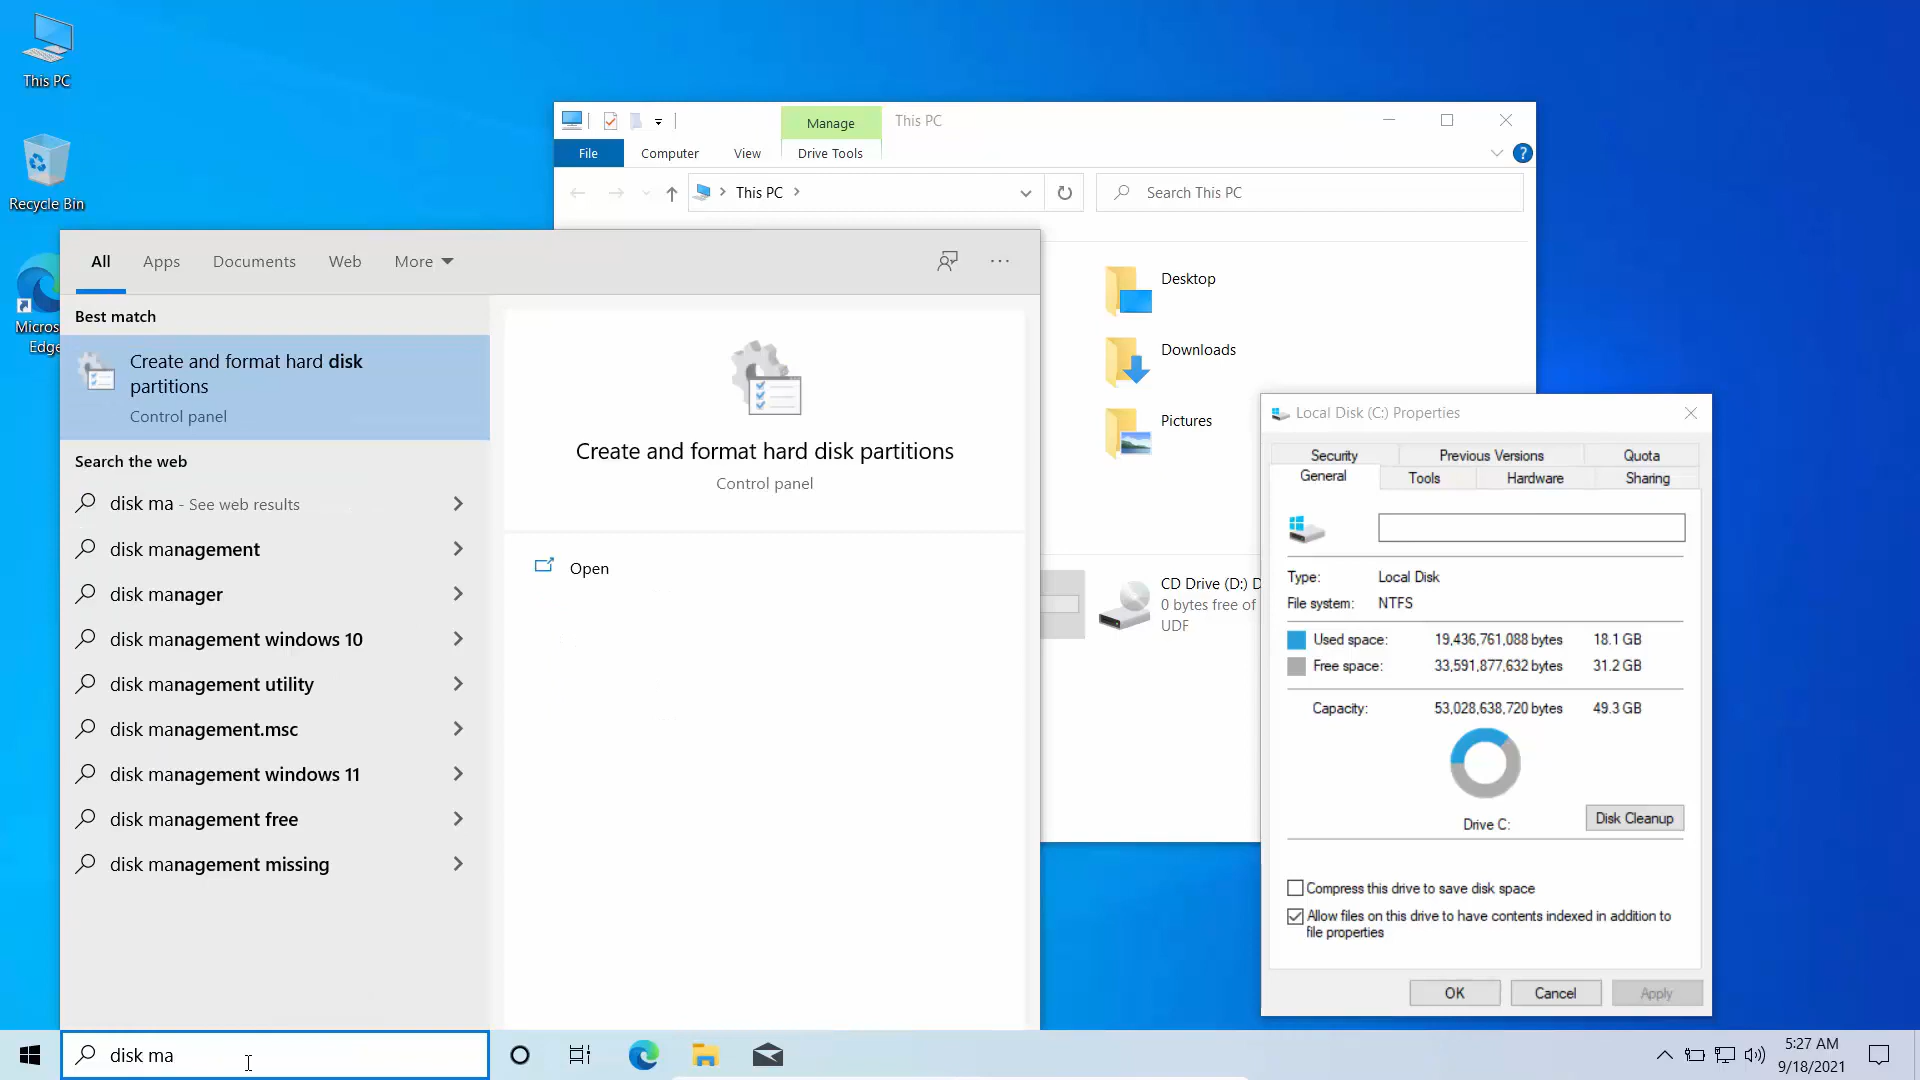 This PC
Recycle Bin
Micros
Edge
Manage
This PC
File
Computer
View
Drive Tools
?
This PC
Search This PC
Desktop
Downloads
Pictures
CD Drive (D:) D
0 bytes free of
UDF
All
Apps
Documents
Web
More
Best match
Create and format hard disk
partitions
Control panel
Search the web
disk ma - See web results
disk management
disk manager
disk management windows 10
disk management utility
disk management.msc
disk management windows 11
disk management free
disk management missing
Create and format hard disk partitions
Control panel
Open
Local Disk (C:) Properties
Security
Previous Versions
Quota
General
Tools
Hardware
Sharing
Type: Local Disk
File system: NTFS
Used space: 19,436,761,088 bytes 18.1 GB
Free space: 33,591,877,632 bytes 31.2 GB
Capacity: 53,028,638,720 bytes 49.3 GB
Drive C:
Disk Cleanup
Compress this drive to save disk space
Allow files on this drive to have contents indexed in addition to
file properties
OK
Cancel
Apply
disk ma
5:27 AM
9/18/2021